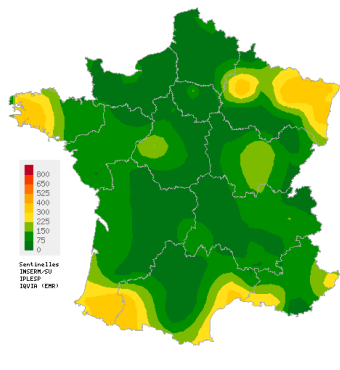 800
650
525
400
300
225
150
75
0
Sentinelles
INSERM/SU
IPLESP
IQVIA (EMR)